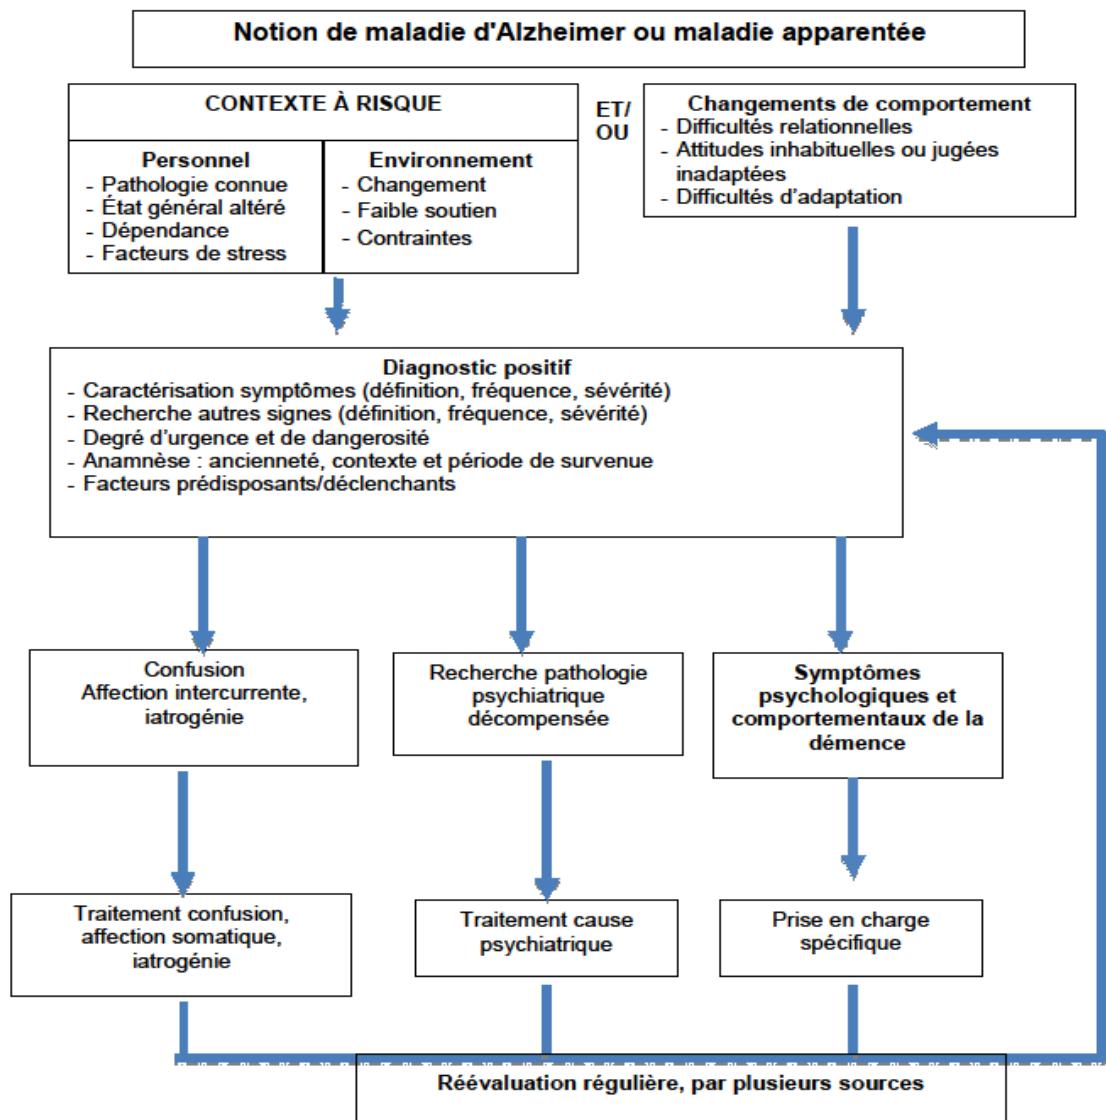 Notion de maladie d'Alzheimer ou maladie apparentée
CONTEXTE À RISQUE
Personnel
- Pathologie connue
- État général altéré
- Dépendance
- Facteurs de stress
Environnement
- Changement
- Faible soutien
- Contraintes
ET/
OU
Changements de comportement
- Difficultés relationnelles
- Attitudes inhabituelles ou jugées
inadaptées
- Difficultés d'adaptation
Diagnostic positif
- Caractérisation symptômes (définition, fréquence, sévérité)
- Recherche autres signes (définition, fréquence, sévérité)
- Degré d'urgence et de dangerosité
- Anamnèse : ancienneté, contexte et période de survenue
- Facteurs prédisposants/déclenchants
Confusion
Affection intercurrente,
iatrogénie
Recherche pathologie
psychiatrique
décompensée
Symptômes
psychologiques et
comportementaux de la
démence
Traitement confusion,
affection somatique,
iatrogénie
Traitement cause
psychiatrique
Prise en charge
spécifique
Réévaluation régulière, par plusieurs sources